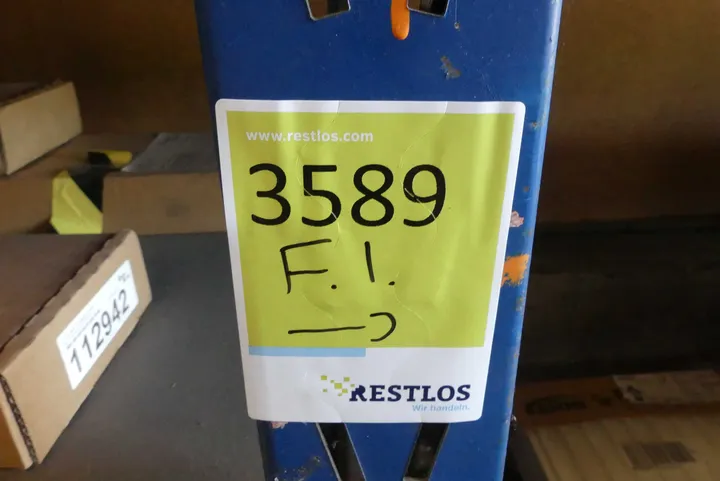 www.restlos.com
3589
F.I.
RESTLOS
Wir handeln.
112942